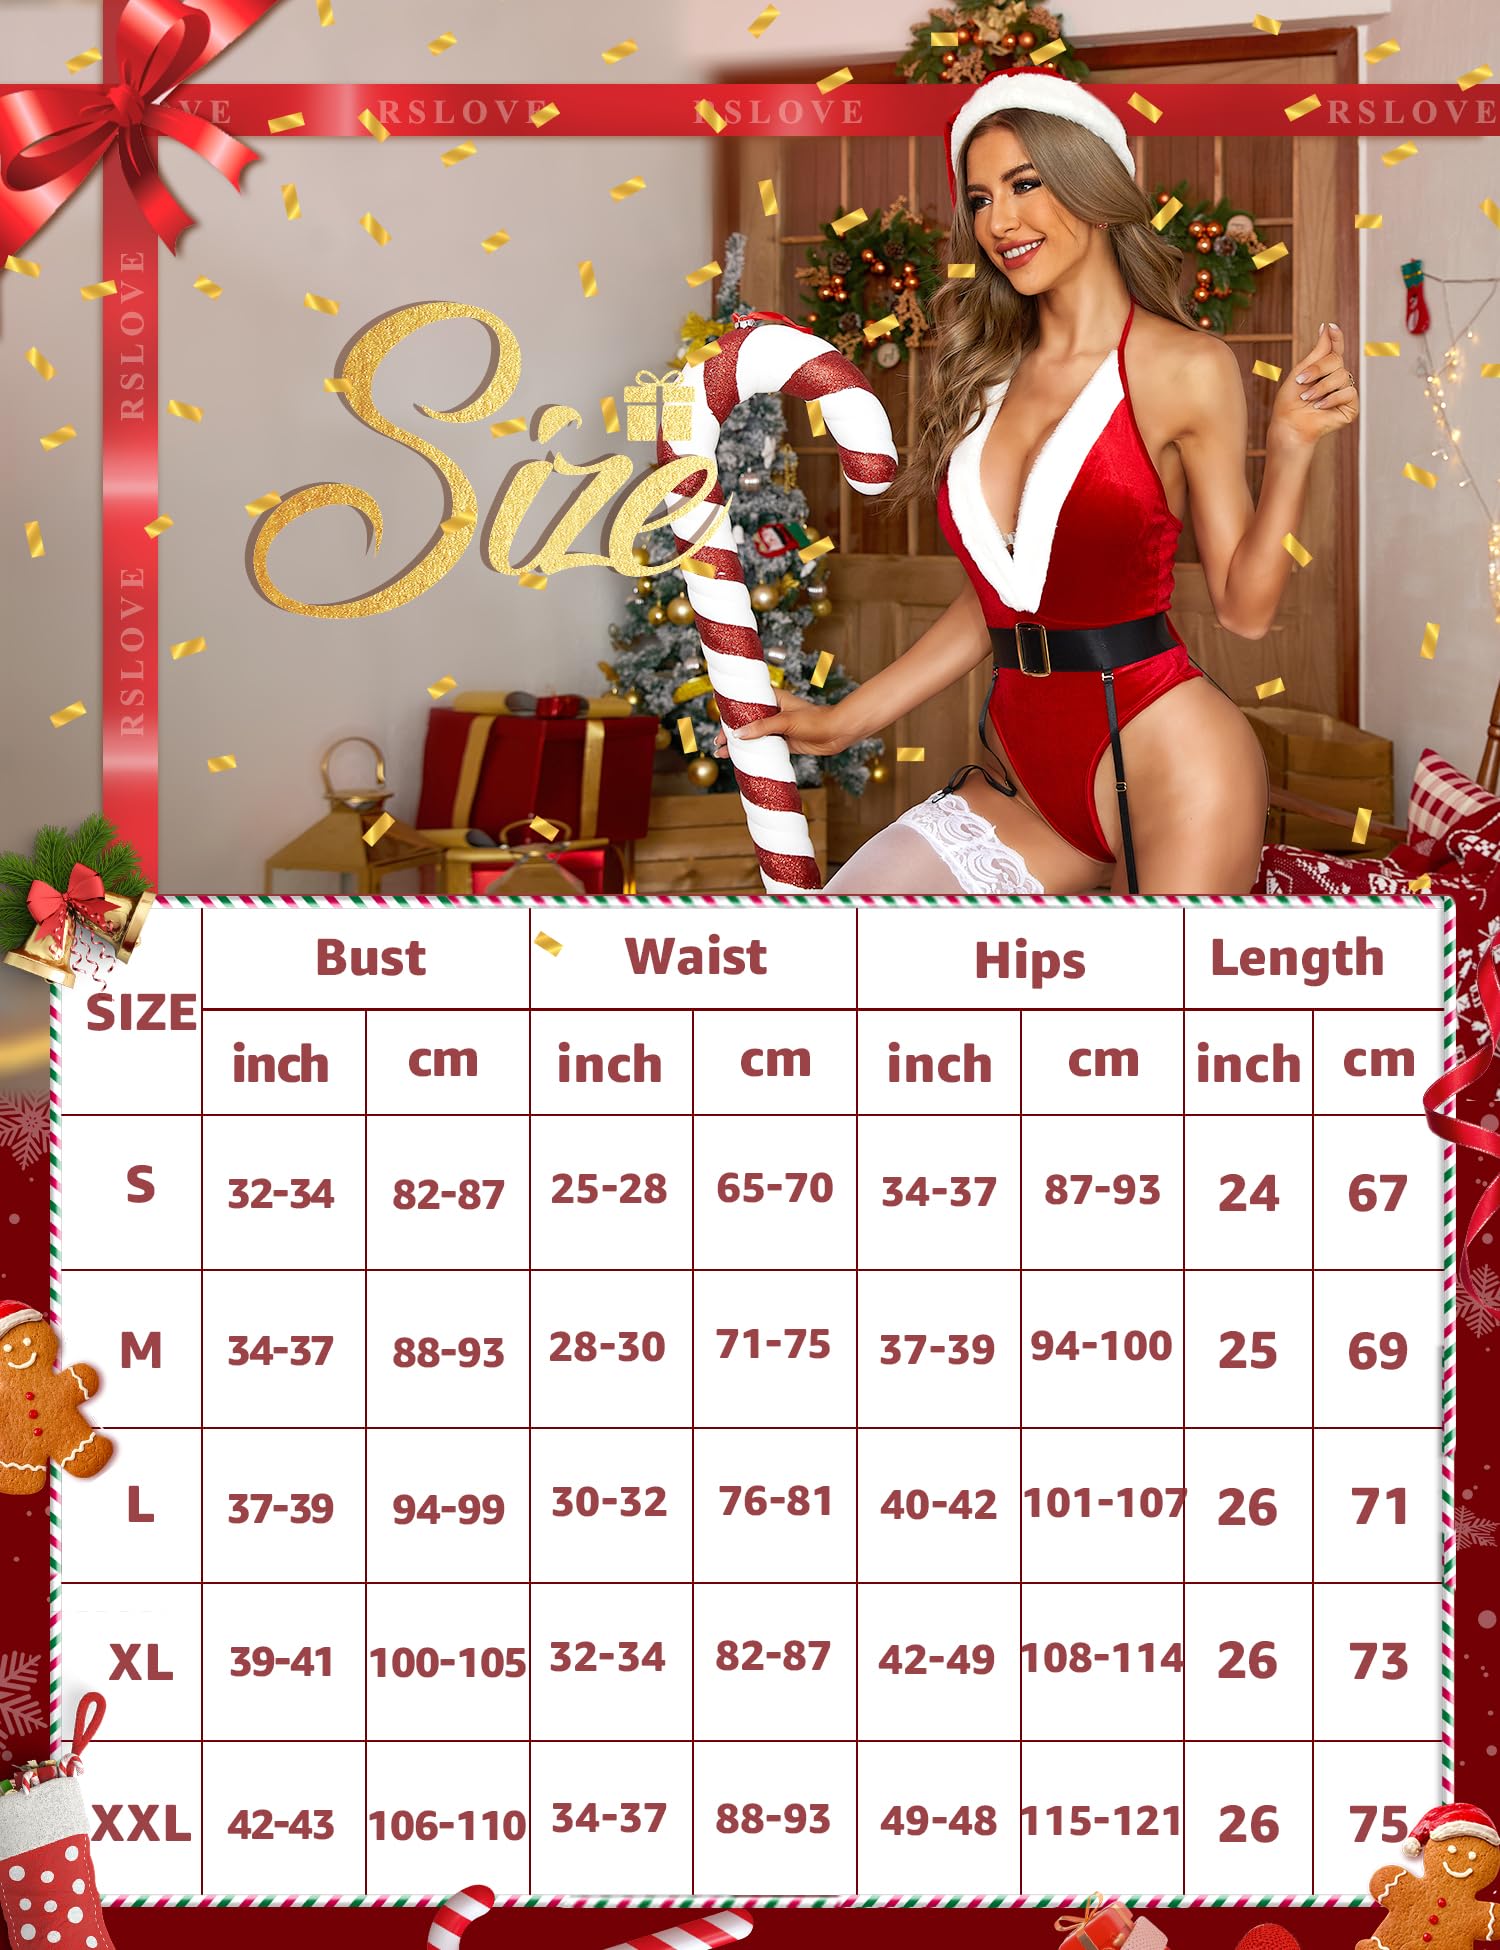 RSLOVE
RSLOVE
RSLOVE
RSLOVE
RSLOVE
Size
SIZE Bust Waist Hips Length
inch cm inch cm inch cm inch cm
S 32-34 82-87 25-28 65-70 34-37 87-93 24 67
M 34-37 88-93 28-30 71-75 37-39 94-100 25 69
L 37-39 94-99 30-32 76-81 40-42 101-107 26 71
XL 39-41 100-105 32-34 82-87 42-49 108-114 26 73
XXL 42-43 106-110 34-37 88-93 49-48 115-121 26 75